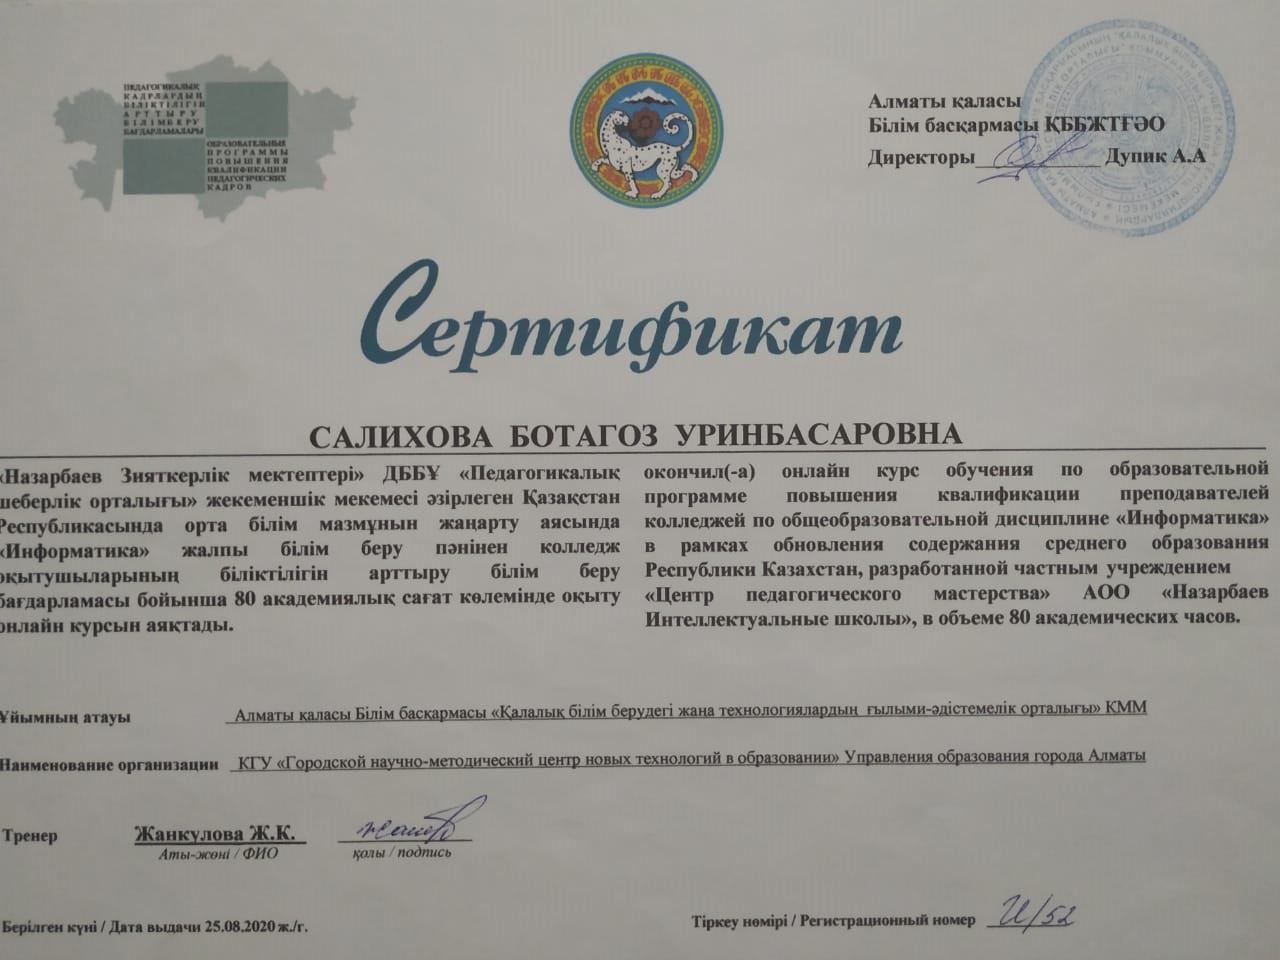 ПЕДАГОГИКАЛЫҚ
КАДРЛАРДЫҢ
БІЛІКТІЛІГІН
АРТТЫРУ
БІЛІМ БЕРУ
БАҒДАРЛАМАЛАРЫ
ОБРАЗОВАТЕЛЬНЫЕ
ПРОГРАММЫ
ПОВЫШЕНИЯ
КВАЛИФИКАЦИИ
ПЕДАГОГИЧЕСКИХ
КАДРОВ
Алматы қаласы
Білім басқармасы ҚББЖТҒӘО
Директоры Дупик А.А
Сертификат
САЛИХОВА БОТАГОЗ УРИНБАСАРОВНА
«Назарбаев Зияткерлік мектептері» ДББҰ «Педагогикалық
шеберлік орталығы» жекеменшік мекемесі әзірлеген Қазақстан
Республикасында орта білім мазмұнын жаңарту аясында
«Информатика» жалпы білім беру пәнінен колледж
оқытушыларының біліктілігін арттыру білім беру
бағдарламасы бойынша 80 академиялық сағат көлемінде оқыту
онлайн курсын аяқтады.
окончил(-а) онлайн курс обучения по образовательной
программе повышения квалификации преподавателей
колледжей по общеобразовательной дисциплине «Информатика»
в рамках обновления содержания среднего образования
Республики Казахстан, разработанной частным учреждением
«Центр педагогического мастерства» АОО «Назарбаев
Интеллектуальные школы», в объеме 80 академических часов.
Ұйымның атауы Алматы каласы Білім басқармасы «Қалалық білім берудегі жана технологиялардың ғылыми-әдістемелік орталығы» КММ
Наименование организации КГУ «Городской научно-методический центр новых технологий в образовании» Управления образования города Алматы
Тренер Жанкулова Ж.К.
Аты-жөні / ФИО қолы / подпись
Берілген күні / Дата выдачи 25.08.2020 ж./г.
Тіркеу нөмірі / Регистрационный номер И/52